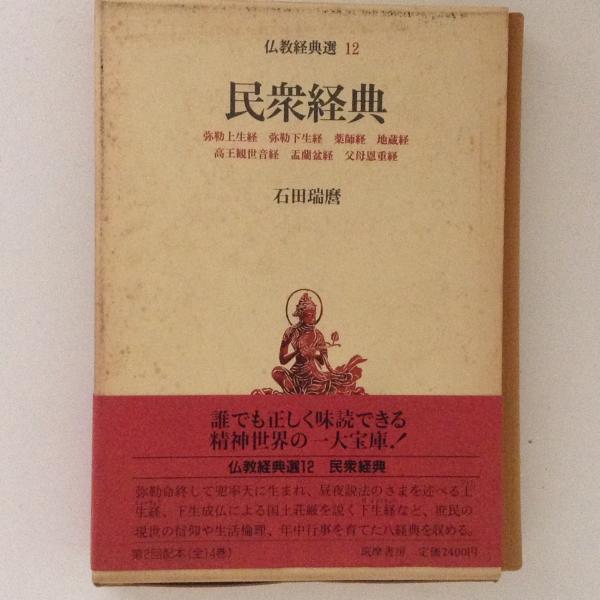 仏教経典選 12
民衆経典
弥勒上生経 弥勒下生経 薬師経 地蔵経
高王観世音経 盂蘭盆経 父母恩重経
石田瑞麿
誰でも正しく味読できる
精神世界の一大宝庫!
仏教経典選12 民衆経典
弥勒命終して兜率天に生まれ、昼夜説法のさまを述べる上
生経、下生成仏による国土荘厳を説く下生経など、庶民の
現世の信仰や生活倫理、年中行事を育てた八経典を収める。
第2回配本(全14巻) 筑摩書房 定価2400円